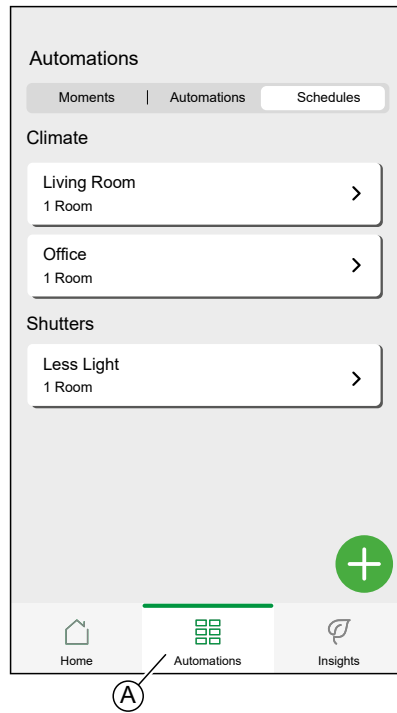 Automations
Moments | Automations Schedules
Climate
Living Room
1 Room
Office
1 Room
Shutters
Less Light
1 Room
Home Automations Insights
A